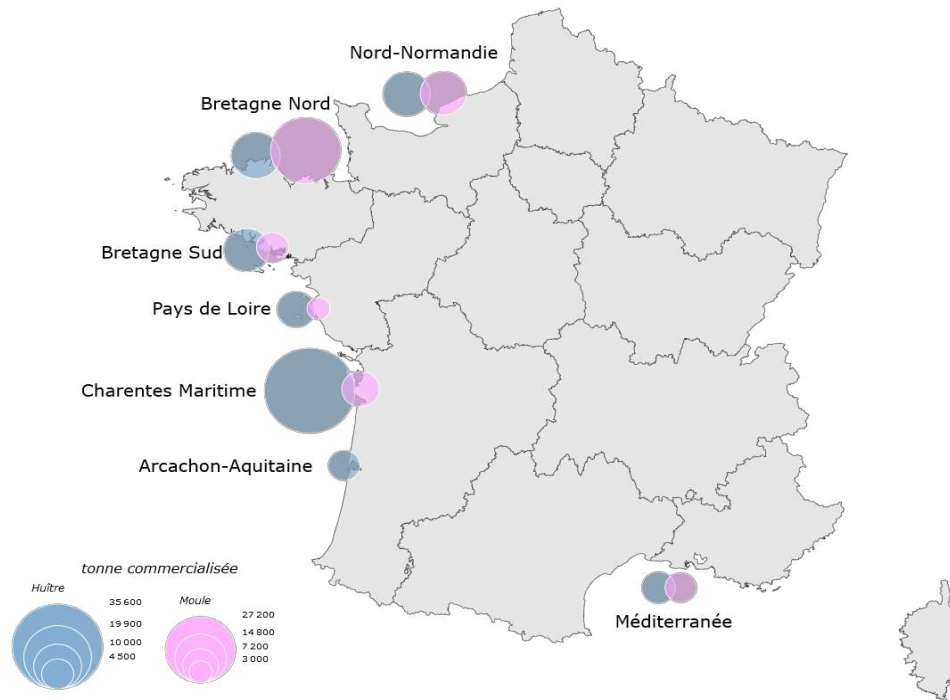 Nord-Normandie
Bretagne Nord
Bretagne Sud
Pays de Loire
Charentes Maritime
Arcachon-Aquitaine
Méditerranée
tonne commercialisée
Huître
35 600
19 900
10 000
4 500
Moule
27 200
14 800
7 200
3 000